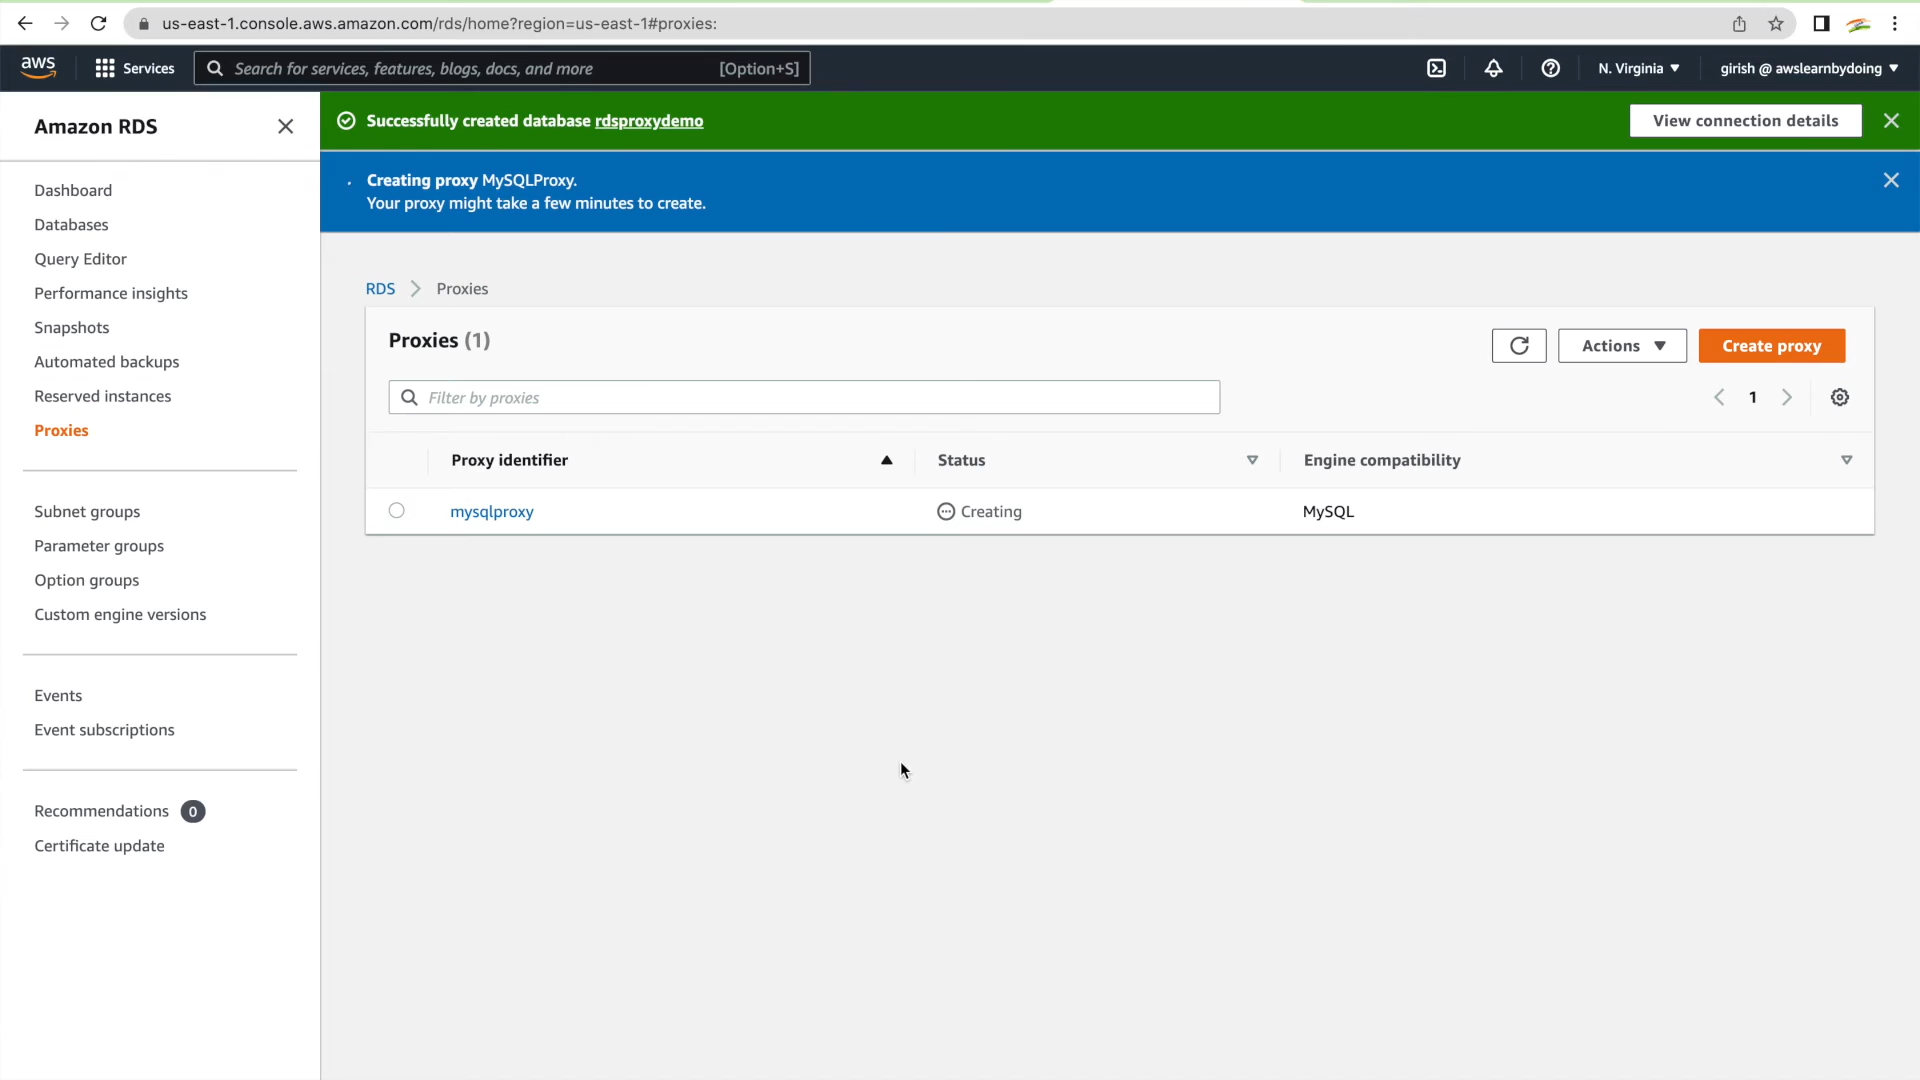 us-east-1.console.aws.amazon.com/rds/home?region=us-east-1#proxies:
aws
Services
Search for services, features, blogs, docs, and more
[Option+S]
N. Virginia
girish @ awslearnbydoing
Amazon RDS
Dashboard
Databases
Query Editor
Performance insights
Snapshots
Automated backups
Reserved instances
Proxies
Subnet groups
Parameter groups
Option groups
Custom engine versions
Events
Event subscriptions
Recommendations 0
Certificate update
Successfully created database rdsproxydemo
View connection details
Creating proxy MySQLProxy.
Your proxy might take a few minutes to create.
RDS
Proxies
Proxies (1)
Actions
Create proxy
Filter by proxies
1
Proxy identifier
Status
Engine compatibility
mysqlproxy
Creating
MySQL